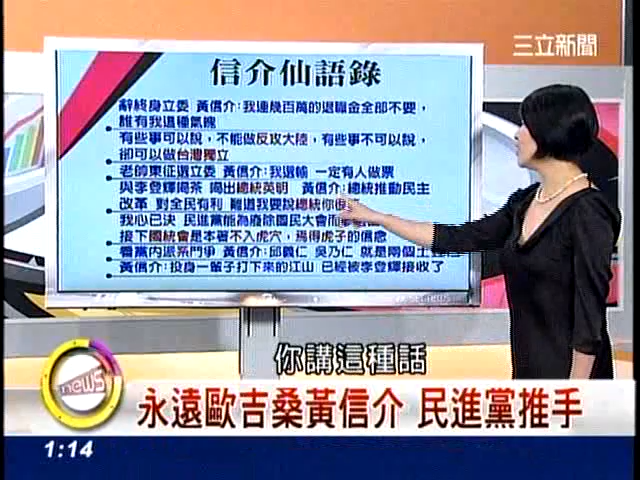 三立新聞
信介仙語錄
辭終身立委 黃信介:我連幾百萬的退職金全部不要,
誰有我這種氣魄
有些事可以說,不能做反攻大陸,有些事不可以說,
卻可以做台灣獨立
老帥東征選立委 黃信介:我選輸 一定有人做票
與李登輝喝茶 喝出總統英明 黃信介:總統推動民主
改革 對全民有利 難道我要說總統你很
我心已決 民進黨能為廢除國民大會而
接下國統會是本著不入虎穴,焉得虎子的信念
看黨內派系鬥爭 黃信介:邱義仁 吳乃仁 就是兩個土
黃信介:投身一輩子打下來的江山 已經被李登輝接收了
SETNEWS
你講這種話
news
永遠歐吉桑黃信介 民進黨推手
1:14